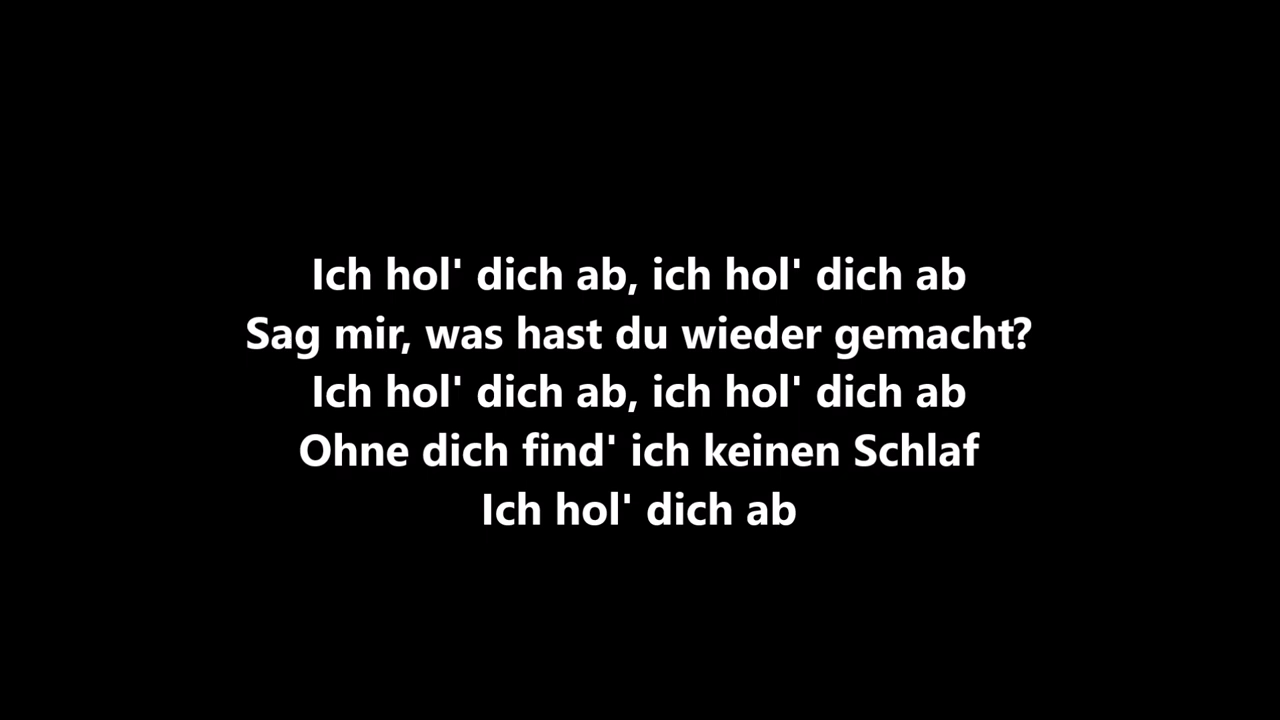 Ich hol' dich ab, ich hol' dich ab
Sag mir, was hast du wieder gemacht?
Ich hol' dich ab, ich hol' dich ab
Ohne dich find' ich keinen Schlaf
Ich hol' dich ab